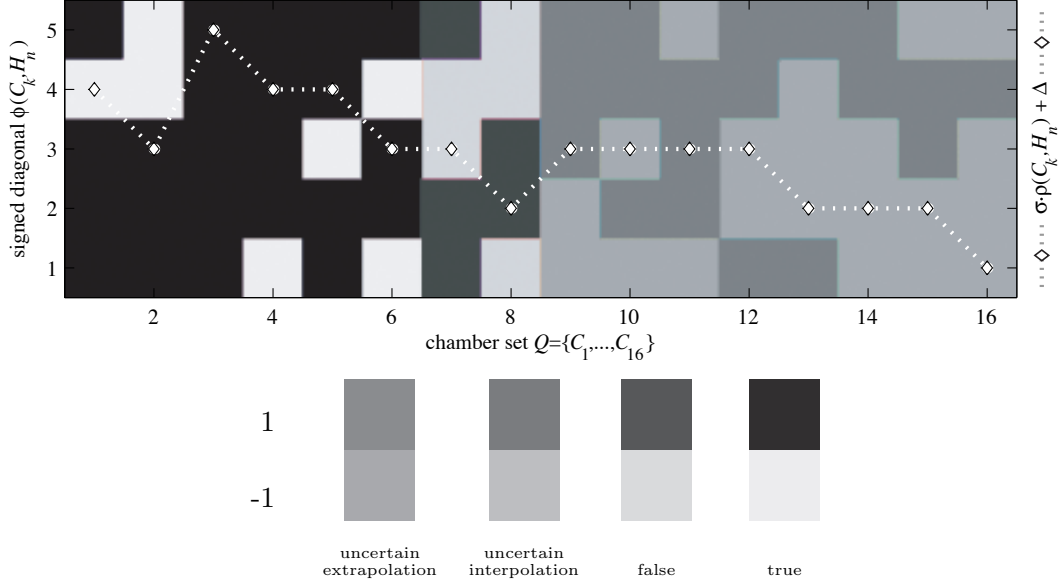 signed diagonal ϕ(C_k,H_n)
5
4
3
2
1
2 4 6 8 10 12 14 16
chamber set Q={C_1,...,C_16}
σ·ρ(C_k,H_n) + Δ
1
-1
uncertain extrapolation
uncertain interpolation
false
true